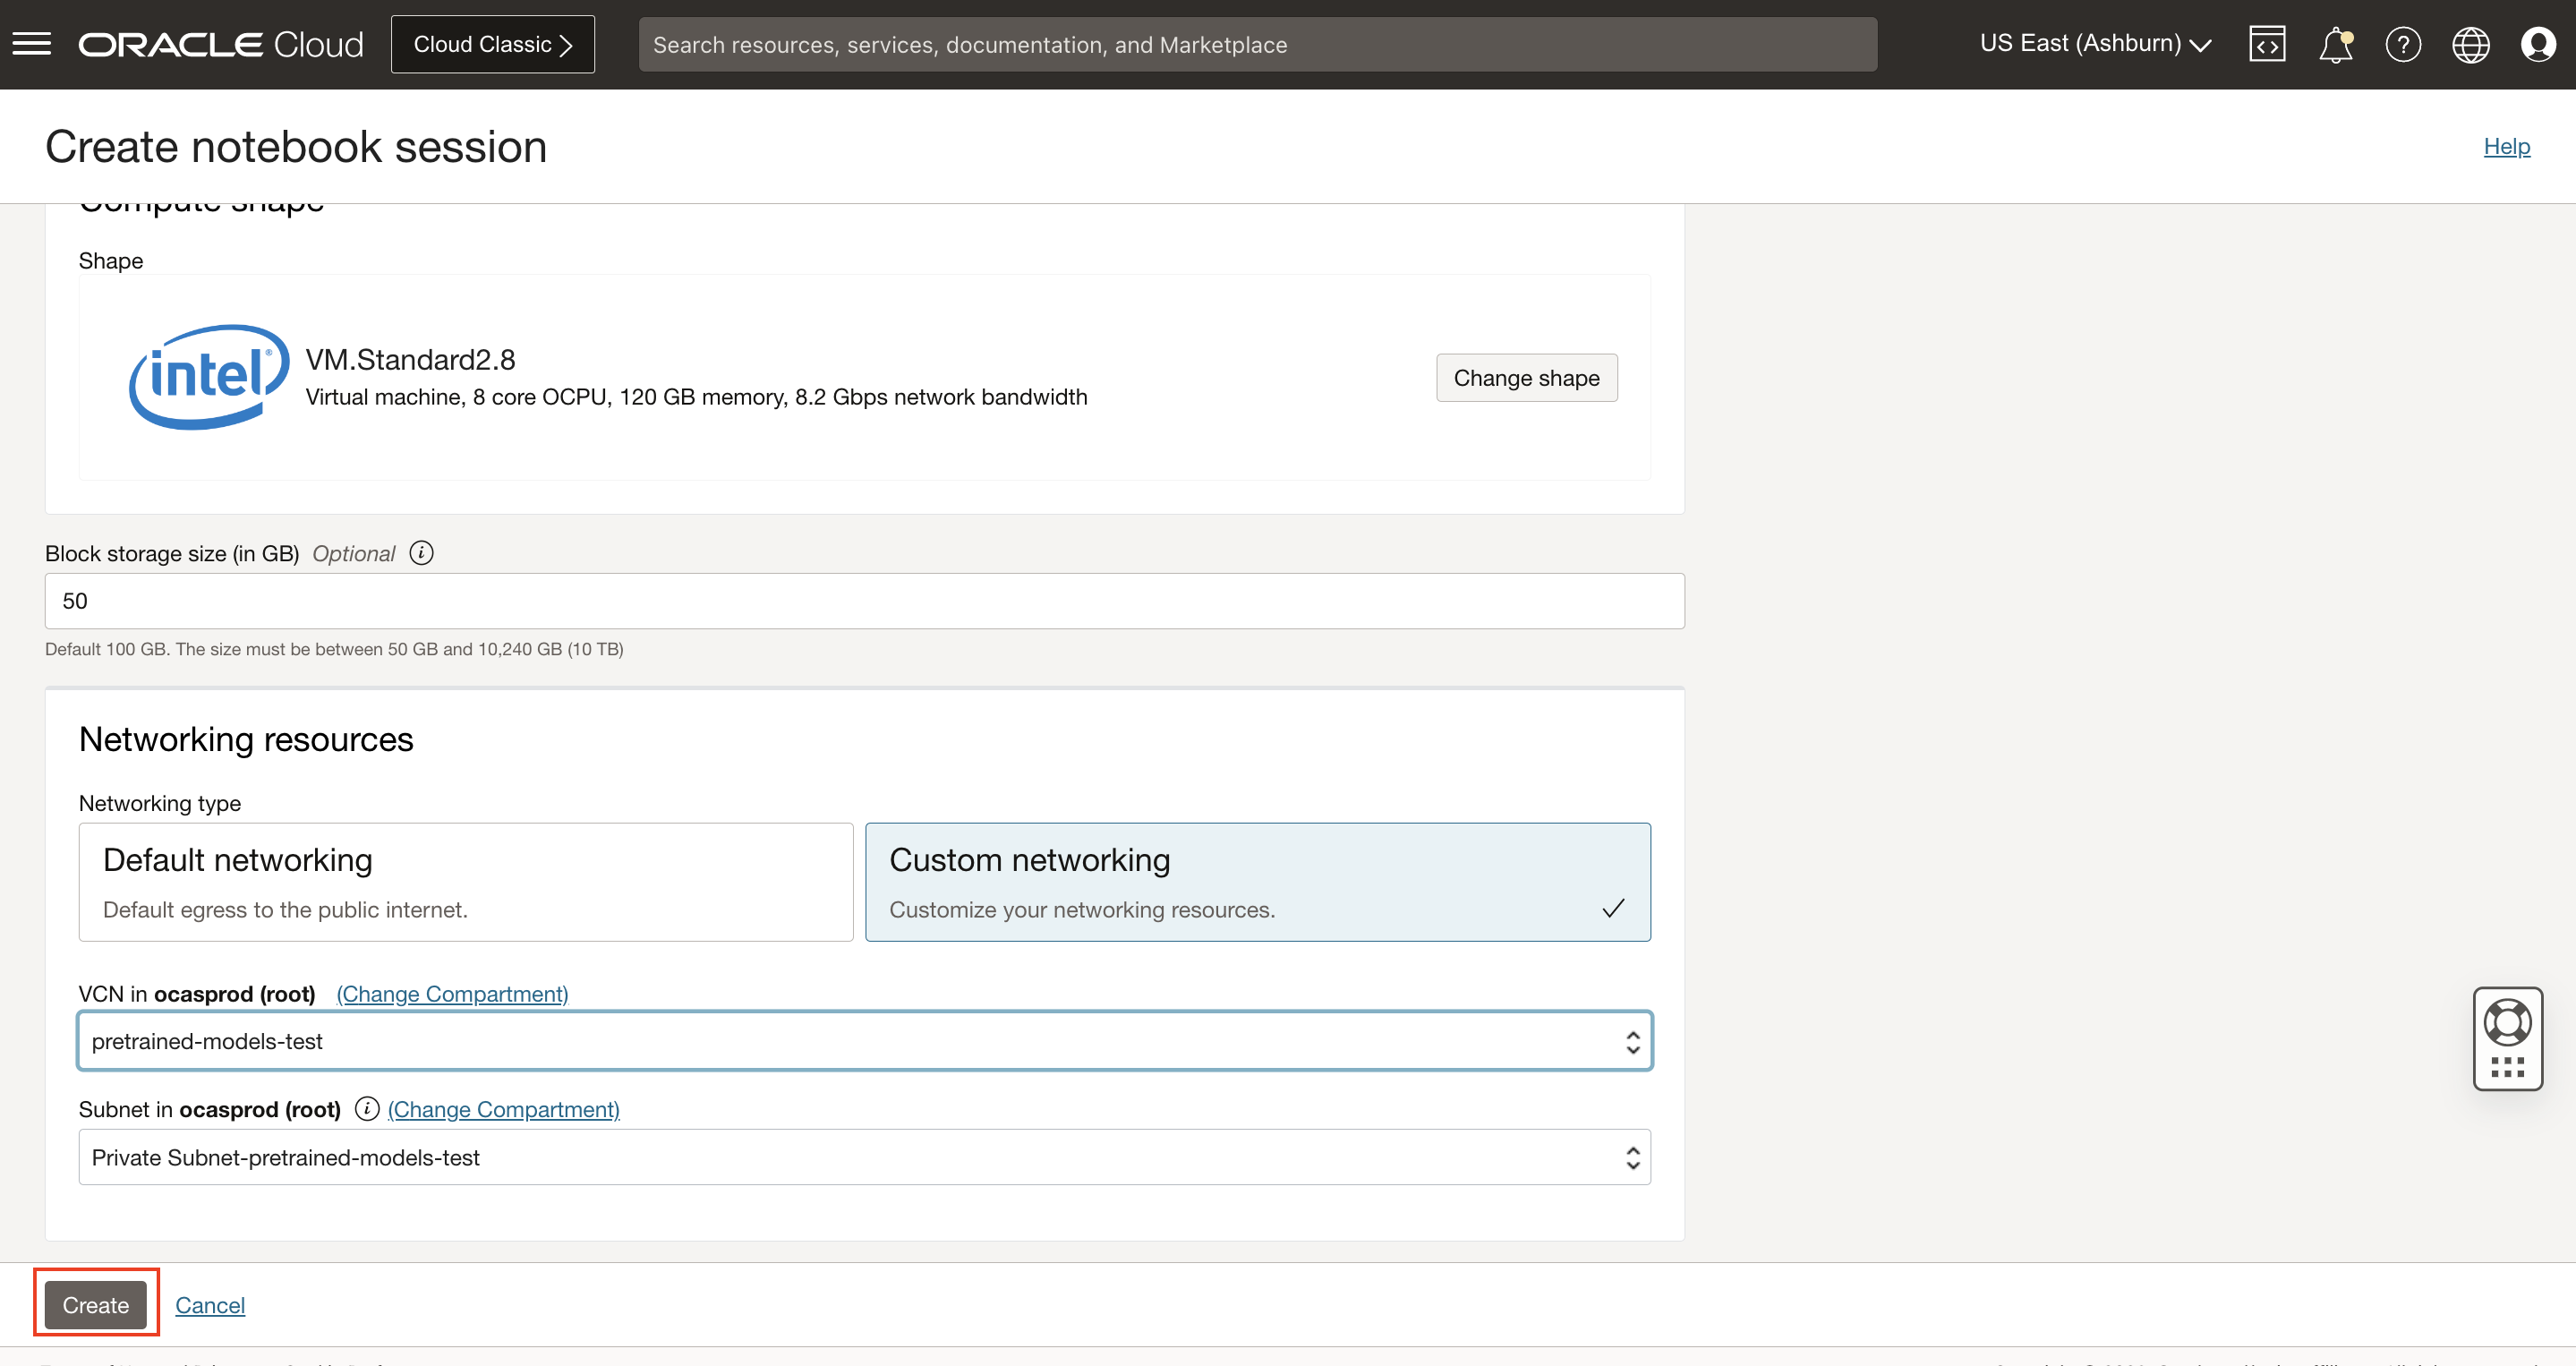 ORACLE Cloud
Cloud Classic
Search resources, services, documentation, and Marketplace
US East (Ashburn)
Create notebook session
Help
Compute shape
Shape
intel®
VM.Standard2.8
Virtual machine, 8 core OCPU, 120 GB memory, 8.2 Gbps network bandwidth
Change shape
Block storage size (in GB) Optional i
50
Default 100 GB. The size must be between 50 GB and 10,240 GB (10 TB)
Networking resources
Networking type
Default networking
Default egress to the public internet.
Custom networking
Customize your networking resources.
VCN in ocasprod (root) (Change Compartment)
pretrained-models-test
Subnet in ocasprod (root) i (Change Compartment)
Private Subnet-pretrained-models-test
Create
Cancel